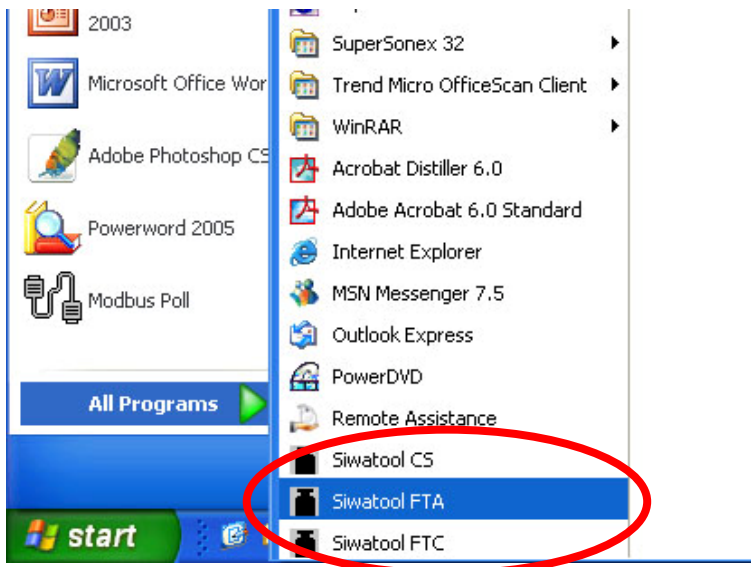 2003
Microsoft Office Wor
Adobe Photoshop CS
Powerword 2005
Modbus Poll
All Programs
start
SuperSonex 32
Trend Micro OfficeScan Client
WinRAR
Acrobat Distiller 6.0
Adobe Acrobat 6.0 Standard
Internet Explorer
MSN Messenger 7.5
Outlook Express
PowerDVD
Remote Assistance
Siwatool CS
Siwatool FTA
Siwatool FTC